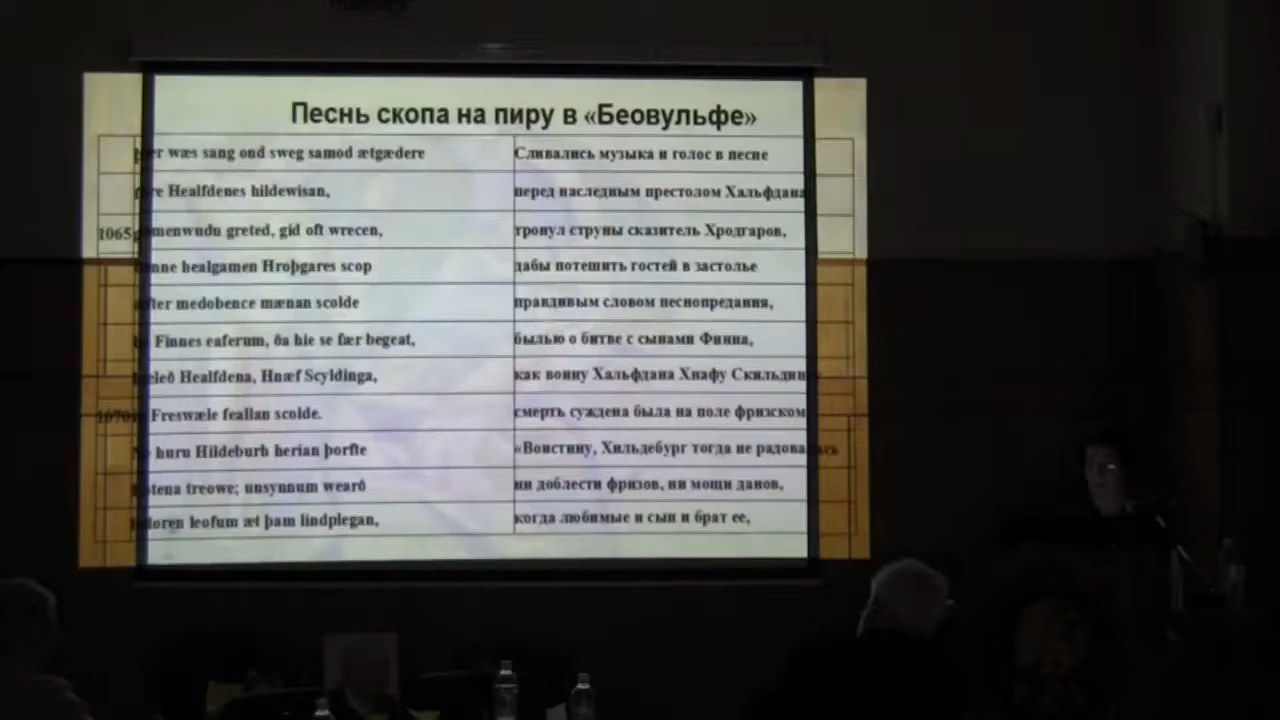 Песнь скопа на пиру в «Беовульфе»
wæs sang ond sweg samod ætgædere Сливались музыка и голос в песне
Healfdenes hildewisan, перед наследным престолом Хальфдана
1065 greted, gid oft wrecen, тронул струны сказитель Хродгаров,
healgamen Hroþgares scop дабы потешить гостей в застолье
medobence mænan scolde правдивым словом песнопредания,
Finnes eaferum, ða hie se fær begeat, былью о битве с сынами Финна,
Healfdena, Hnæf Scyldinga, как воину Хальфдана Хнафу
1070 Freswæle feallan scolde. смерть суждена была на поле фризском
huru Hildeburh herian þorfte «Воистину, Хильдебург тогда не радовалась
treowe; unsynnum wearð ни доблести фризов, ни мощи данов,
leofum æt þam lindplegan, когда любимые и сын и брат ее,